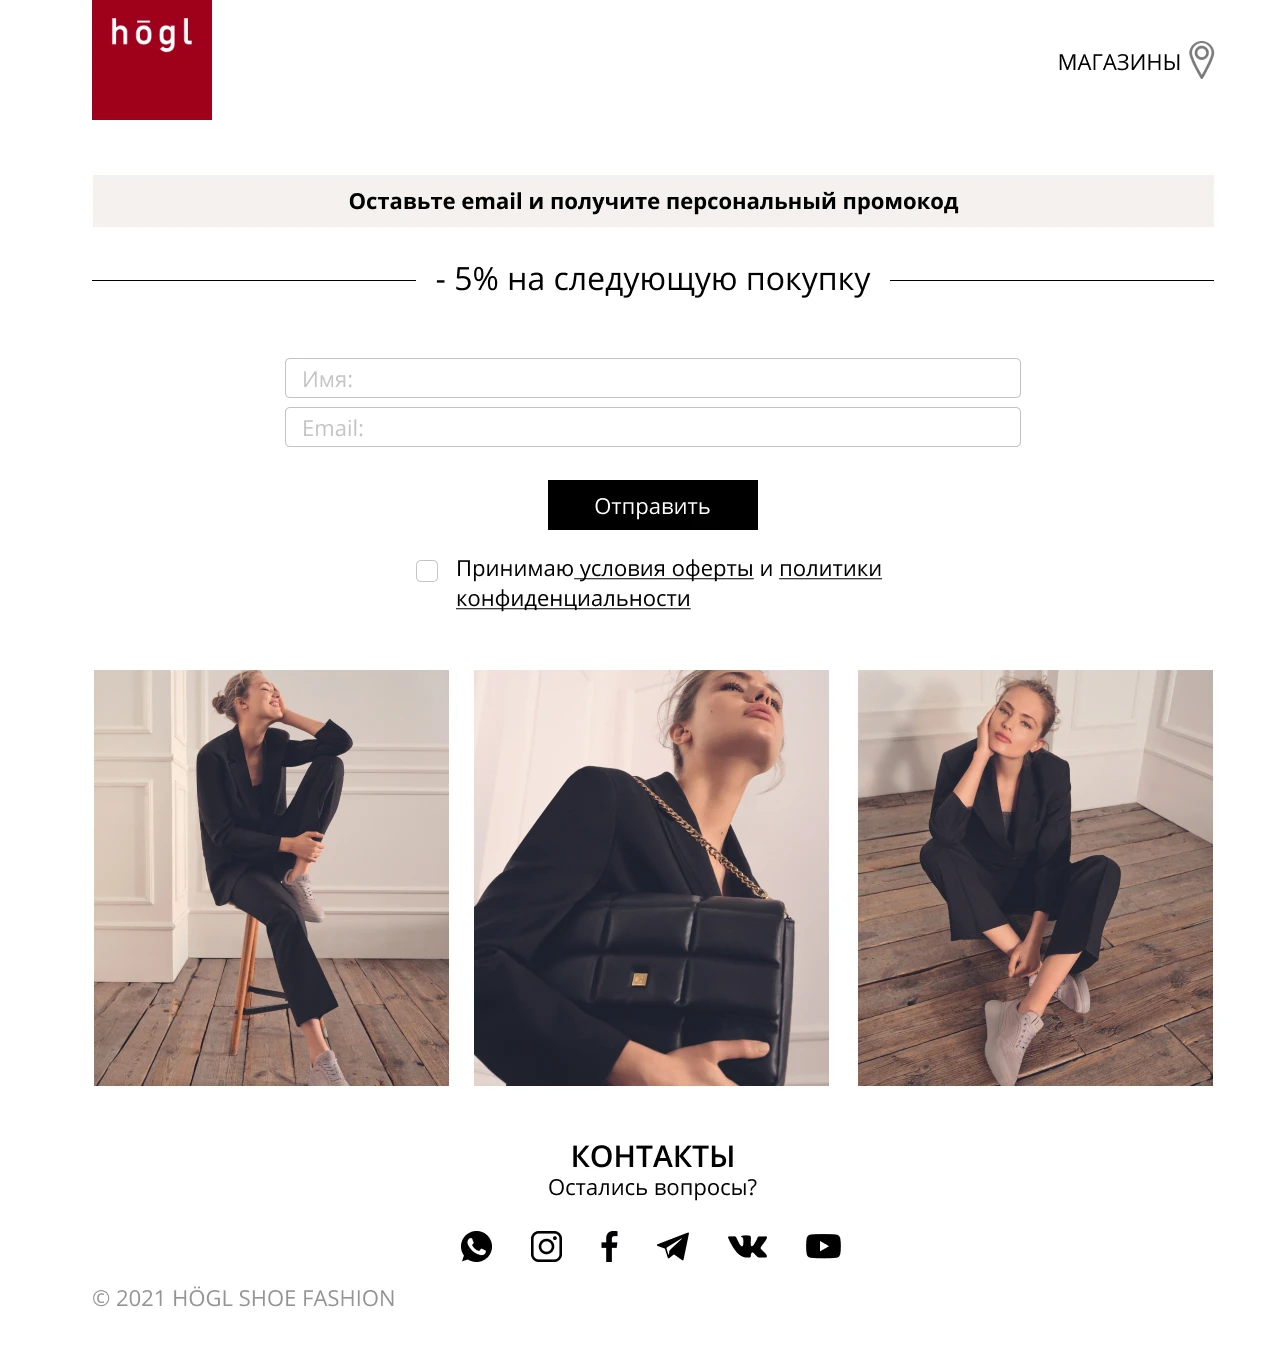 högl
МАГАЗИНЫ
Оставьте email и получите персональный промокод
- 5% на следующую покупку
Имя:
Email:
Отправить
Принимаю условия оферты и политики
конфиденциальности
КОНТАКТЫ
Остались вопросы?
© 2021 HÖGL SHOE FASHION